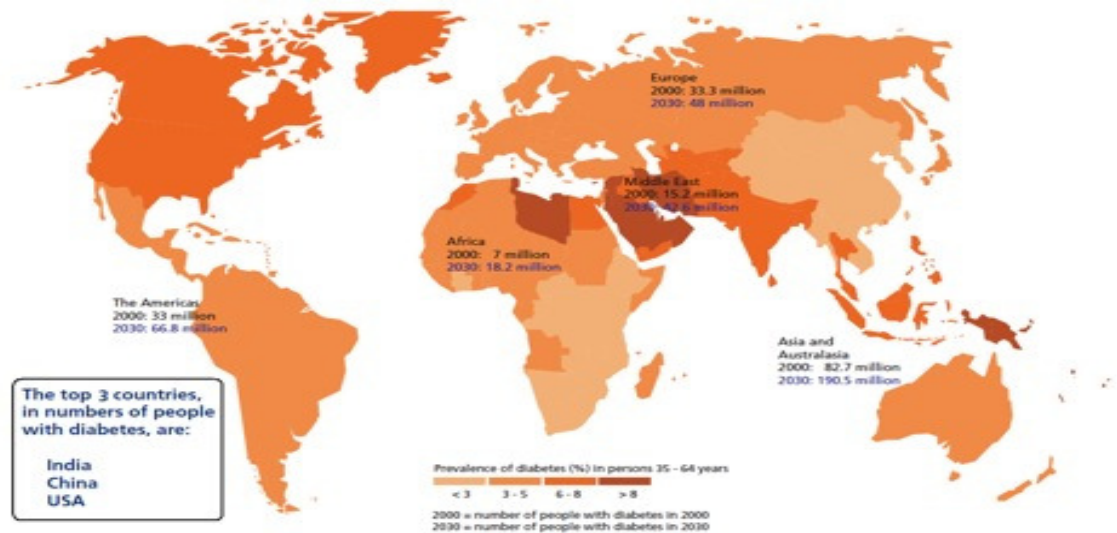 Europe
2000: 33.3 million
2030: 48 million
Middle East
2000: 15.2 million
2030: 42.6 million
Africa
2000: 7 million
2030: 18.2 million
The Americas
2000: 33 million
2030: 66.8 million
Asia and
Australasia
2000: 82.7 million
2030: 190.5 million
The top 3 countries,
in numbers of people
with diabetes, are:
India
China
USA
Prevalence of diabetes (%) in persons 35 - 64 years
< 3 3 - 5 6 - 8 > 8
2000 = number of people with diabetes in 2000
2030 = number of people with diabetes in 2030